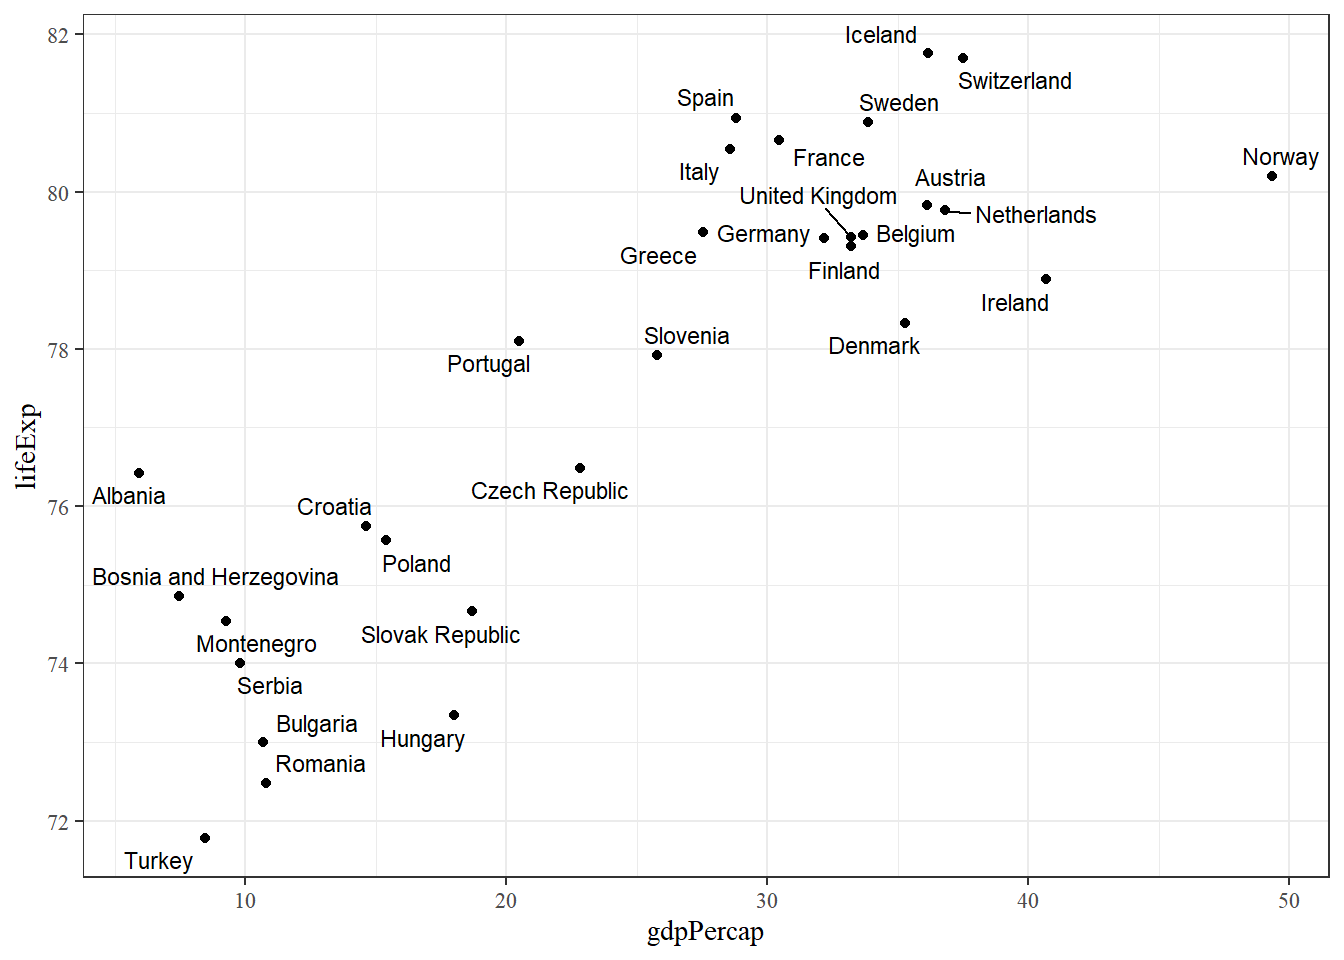 82
Iceland
Switzerland
Spain
Sweden
France
Norway
Italy
Austria
80
United Kingdom
Netherlands
Germany
Belgium
Greece
Finland
Ireland
Slovenia
Denmark
78
Portugal
lifeExp
Albania
Czech Republic
76
Croatia
Poland
Bosnia and Herzegovina
Slovak Republic
Montenegro
74
Serbia
Bulgaria
Hungary
Romania
72
Turkey
10
20
30
40
50
gdpPercap